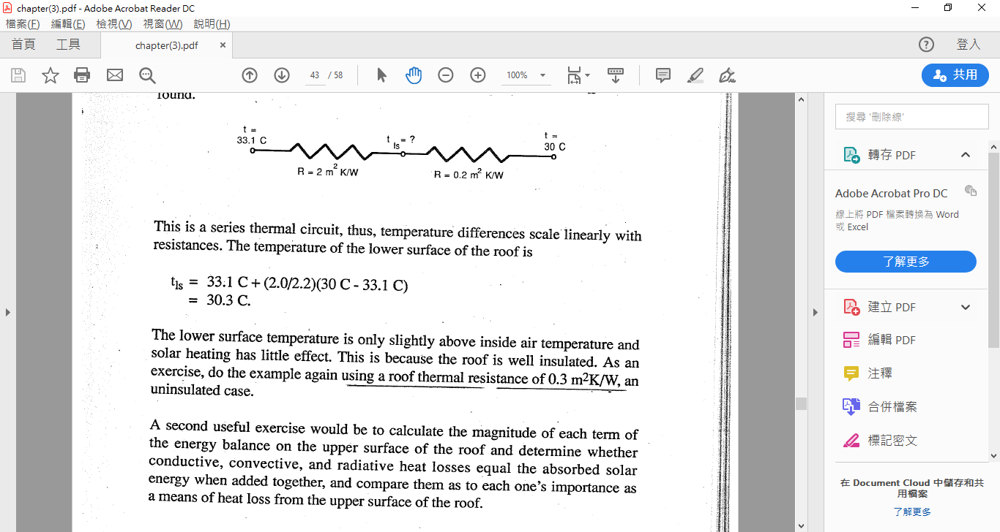 chapter(3).pdf - Adobe Acrobat Reader DC
檔案(F) 編輯(E) 檢視(V) 視窗(W) 說明(H)
首頁 工具 chapter(3).pdf × ? 登入
43 / 58 100% 共用
found.
t =
33.1 C
t ls = ?
t =
30 C
R = 2 m² K/W
R = 0.2 m² K/W
This is a series thermal circuit, thus, temperature differences scale linearly with
resistances. The temperature of the lower surface of the roof is
tls = 33.1 C + (2.0/2.2)(30 C - 33.1 C)
= 30.3 C.
The lower surface temperature is only slightly above inside air temperature and
solar heating has little effect. This is because the roof is well insulated. As an
exercise, do the example again using a roof thermal resistance of 0.3 m²K/W, an
uninsulated case.
A second useful exercise would be to calculate the magnitude of each term of
the energy balance on the upper surface of the roof and determine whether
conductive, convective, and radiative heat losses equal the absorbed solar
energy when added together, and compare them as to each one's importance as
a means of heat loss from the upper surface of the roof.
搜尋 '刪除線'
轉存 PDF
Adobe Acrobat Pro DC
線上將 PDF 檔案轉換為 Word
或 Excel
了解更多
建立 PDF
編輯 PDF
注釋
合併檔案
標記密文
在 Document Cloud 中儲存和共
用檔案
了解更多